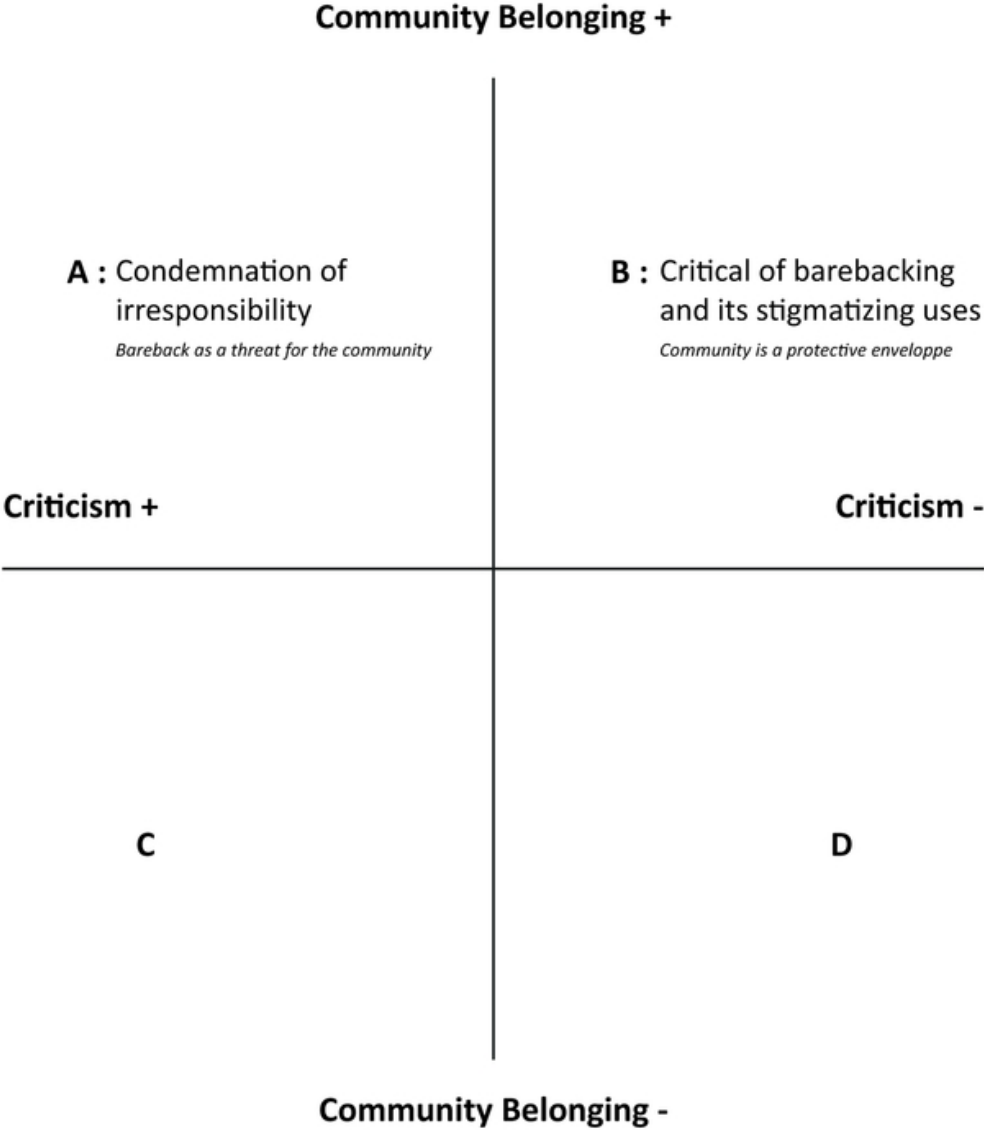 Community Belonging +
A : Condemnation of
irresponsibility
Bareback as a threat for the community
B : Critical of barebacking
and its stigmatizing uses
Community is a protective enveloppe
Criticism +
Criticism -
C
D
Community Belonging -